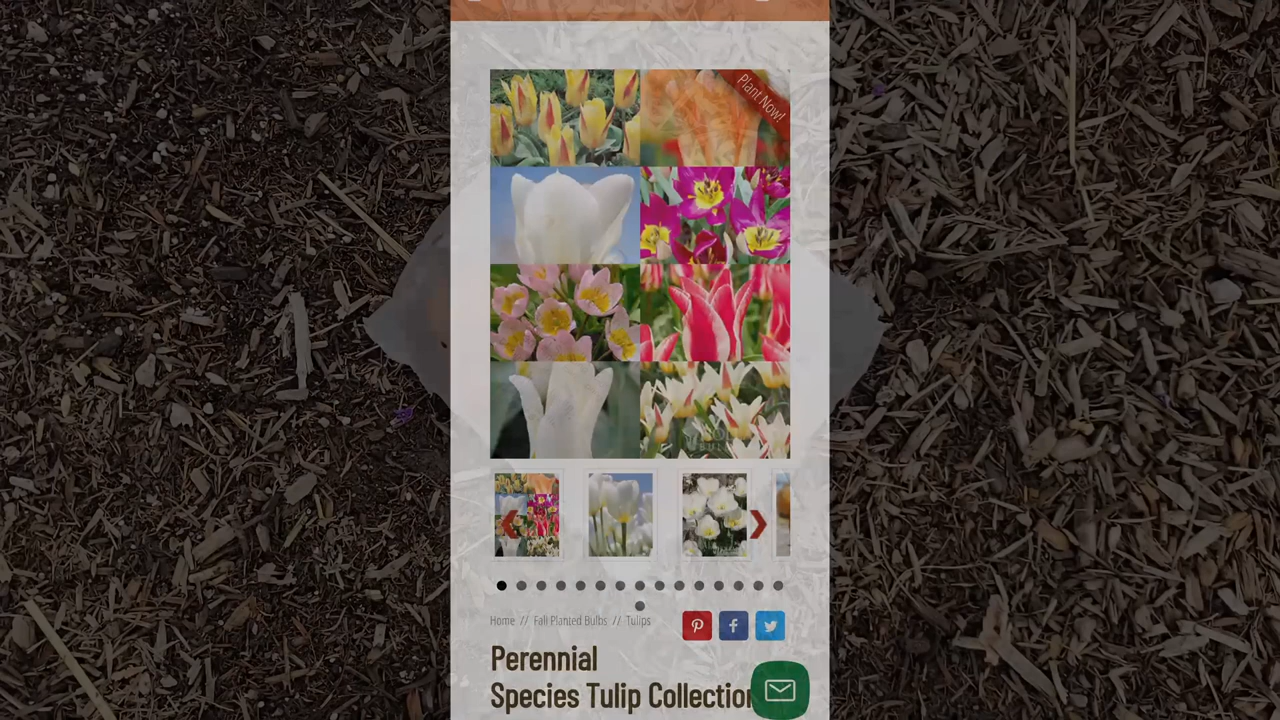 Plant Now!
Home // Fall Planted Bulbs // Tulips
Perennial
Species Tulip Collection